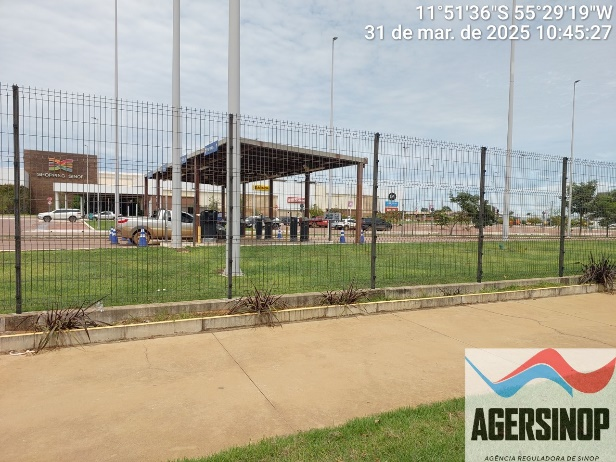 11°51'36"S 55°29'19"W
31 de mar. de 2025 10:45:27
SHOPPING SINOP
AGERSINOP
AGÊNCIA REGULADORA DE SINOP